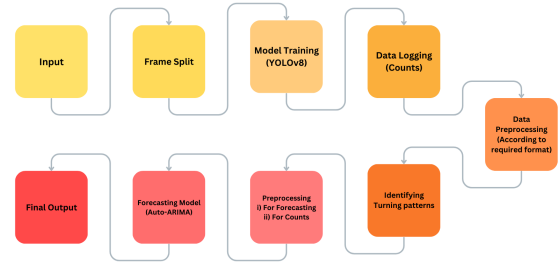 Input
Frame Split
Model Training
(YOLOv8)
Data Logging
(Counts)
Data
Preprocessing
(According to
required format)
Identifying
Turning patterns
Preprocessing
i) For Forecasting
ii) For Counts
Forecasting Model
(Auto-ARIMA)
Final Output